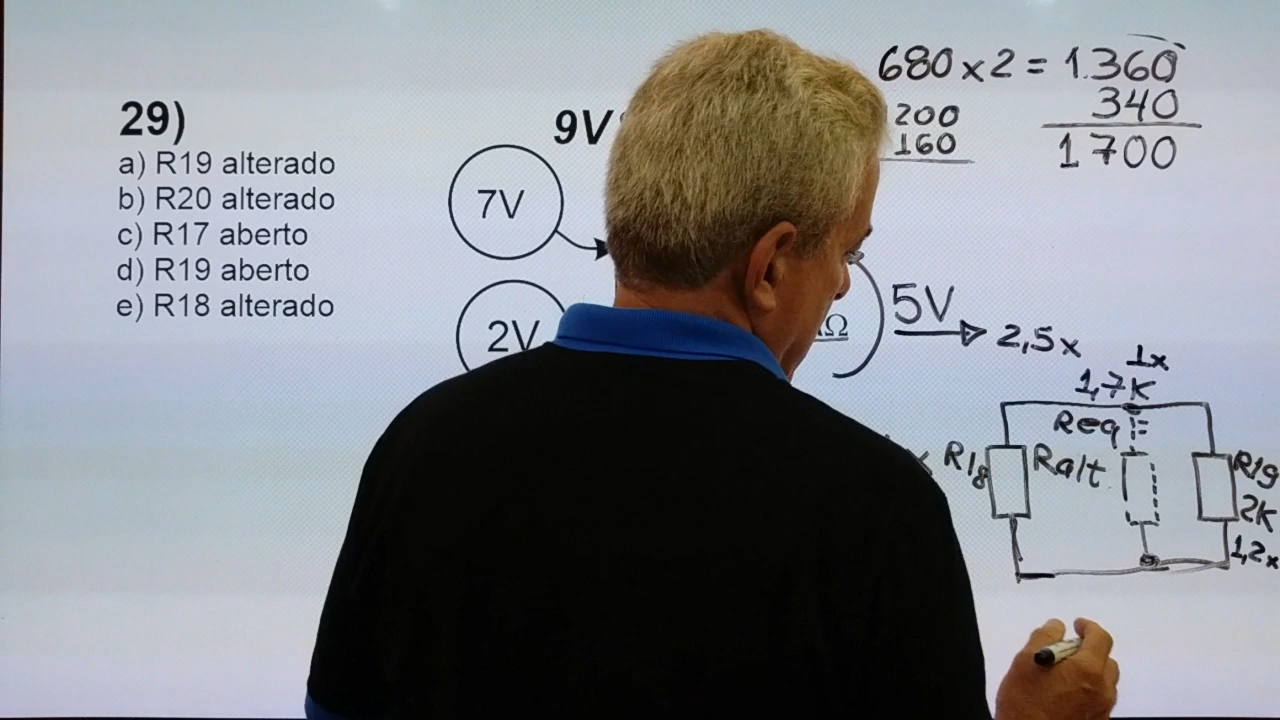 29)
a) R19 alterado
b) R20 alterado
c) R17 aberto
d) R19 aberto
e) R18 alterado
9V
7V
2V
Ω
5V
2,5x
680 x 2 = 1.360
200
160
340
1700
1x
1,7K
Req =
R18
Ralt.
R19
2K
1,2x